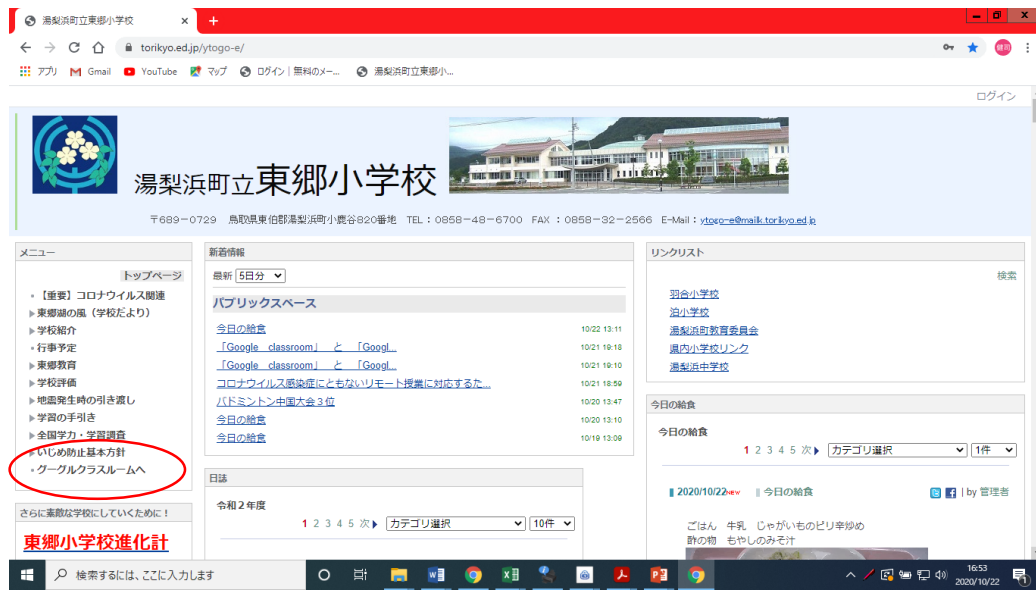 湯梨浜町立東郷小学校
torikyo.ed.jp/ytogo-e/
アプリ Gmail YouTube マップ ログイン | 無料のメー... 湯梨浜町立東郷小...
ログイン
湯梨浜町立東郷小学校
〒689-0729 鳥取県東伯郡湯梨浜町小鹿谷820番地 TEL:0858-48-6700 FAX:0858-32-2566 E-Mail:ytogo-e@mailk.torikyo.ed.jp
メニュー
トップページ
【重要】コロナウイルス関連
東郷湖の風(学校だより)
学校紹介
行事予定
東郷教育
学校評価
地震発生時の引き渡し
学習の手引き
全国学力・学習調査
いじめ防止基本方針
グーグルクラスルームへ
さらに素敵な学校にしていくために!
東郷小学校進化計
新着情報
最新 5日分
パブリックスペース
今日の給食 10/22 13:11
「Google classroom」 と 「Googl... 10/21 19:18
「Google classroom」 と 「Googl... 10/21 19:10
コロナウイルス感染症にともないリモート授業に対応するた... 10/21 18:59
バドミントン中国大会3位 10/20 13:47
今日の給食 10/20 13:10
今日の給食 10/19 13:09
日誌
令和2年度
1 2 3 4 5 次 カテゴリ選択 10件
リンクリスト
検索
羽合小学校
泊小学校
湯梨浜町教育委員会
県内小学校リンク
湯梨浜中学校
今日の給食
今日の給食
1 2 3 4 5 次 カテゴリ選択 1件
2020/10/22 NEW 今日の給食 | by 管理者
ごはん 牛乳 じゃがいものピリ辛炒め
酢の物 もやしのみそ汁
検索するには、ここに入力します
16:53
2020/10/22